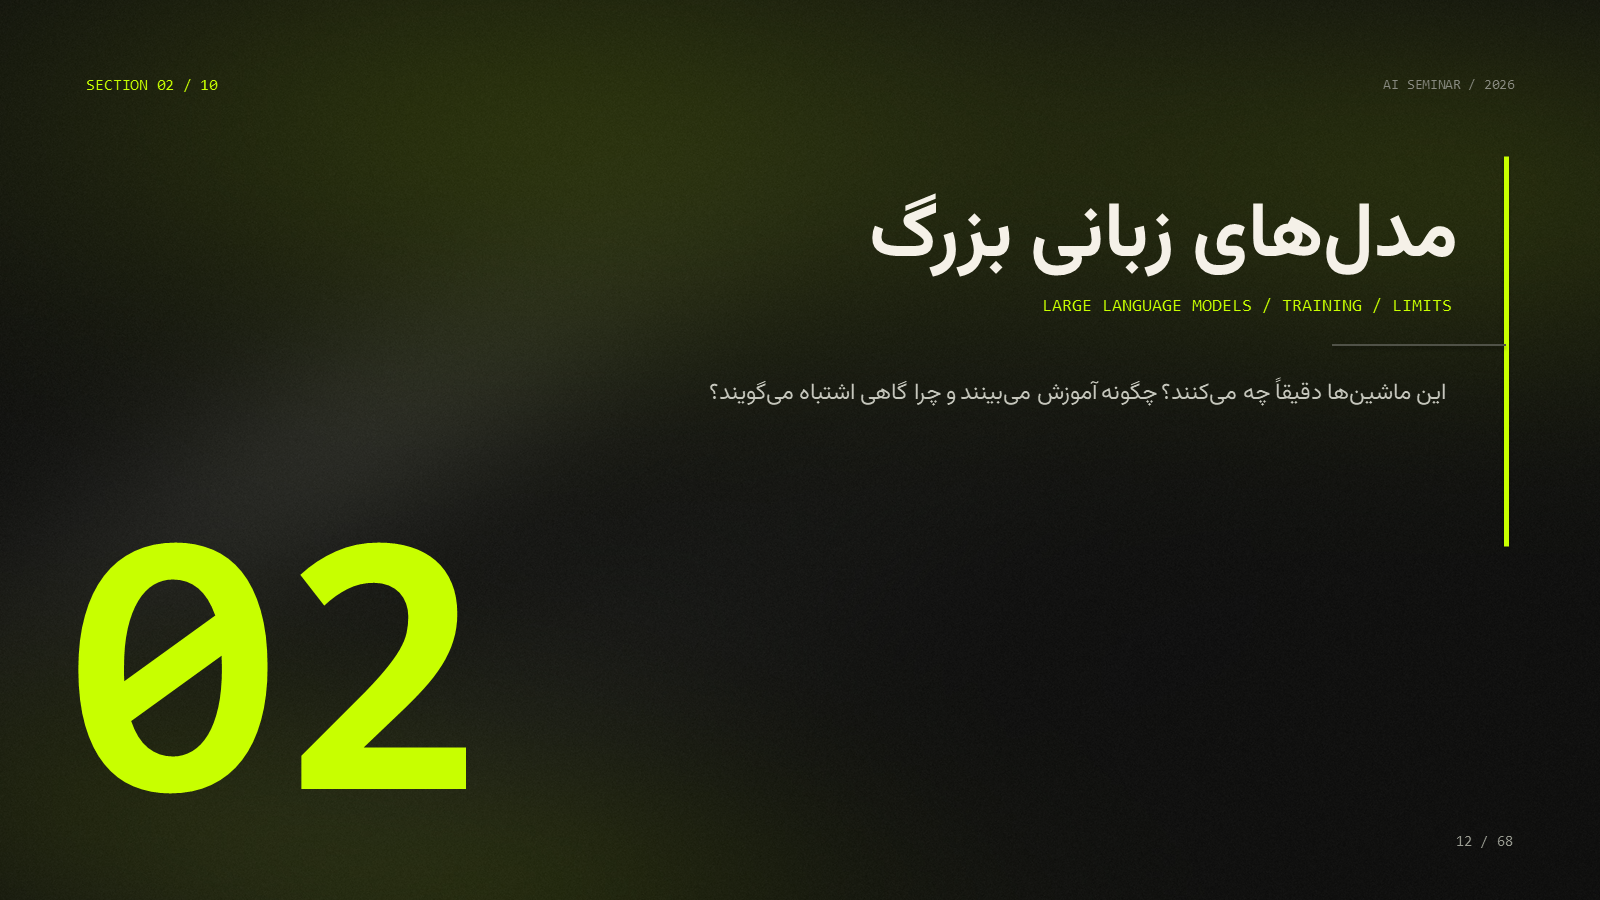 SECTION 02 / 10
AI SEMINAR / 2026
مدل‌های زبانی بزرگ
LARGE LANGUAGE MODELS / TRAINING / LIMITS
این ماشین‌ها دقیقاً چه می‌کنند؟ چگونه آموزش می‌بینند و چرا گاهی اشتباه می‌گویند؟
02
12 / 68